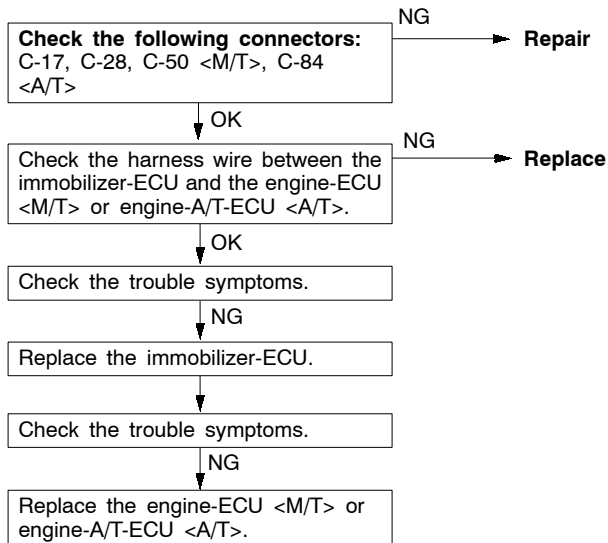 NG
Check the following connectors:
Repair
C-17, C-28, C-50 <M/T>, C-84
<A/T>
OK
NG
Check the harness wire between the
Replace
immobilizer-ECU and the engine-ECU
<M/T> or engine-A/T-ECU <A/T>.
OK
Check the trouble symptoms.
NG
Replace the immobilizer-ECU.
Check the trouble symptoms.
NG
Replace the engine-ECU <M/T> or
engine-A/T-ECU <A/T>.